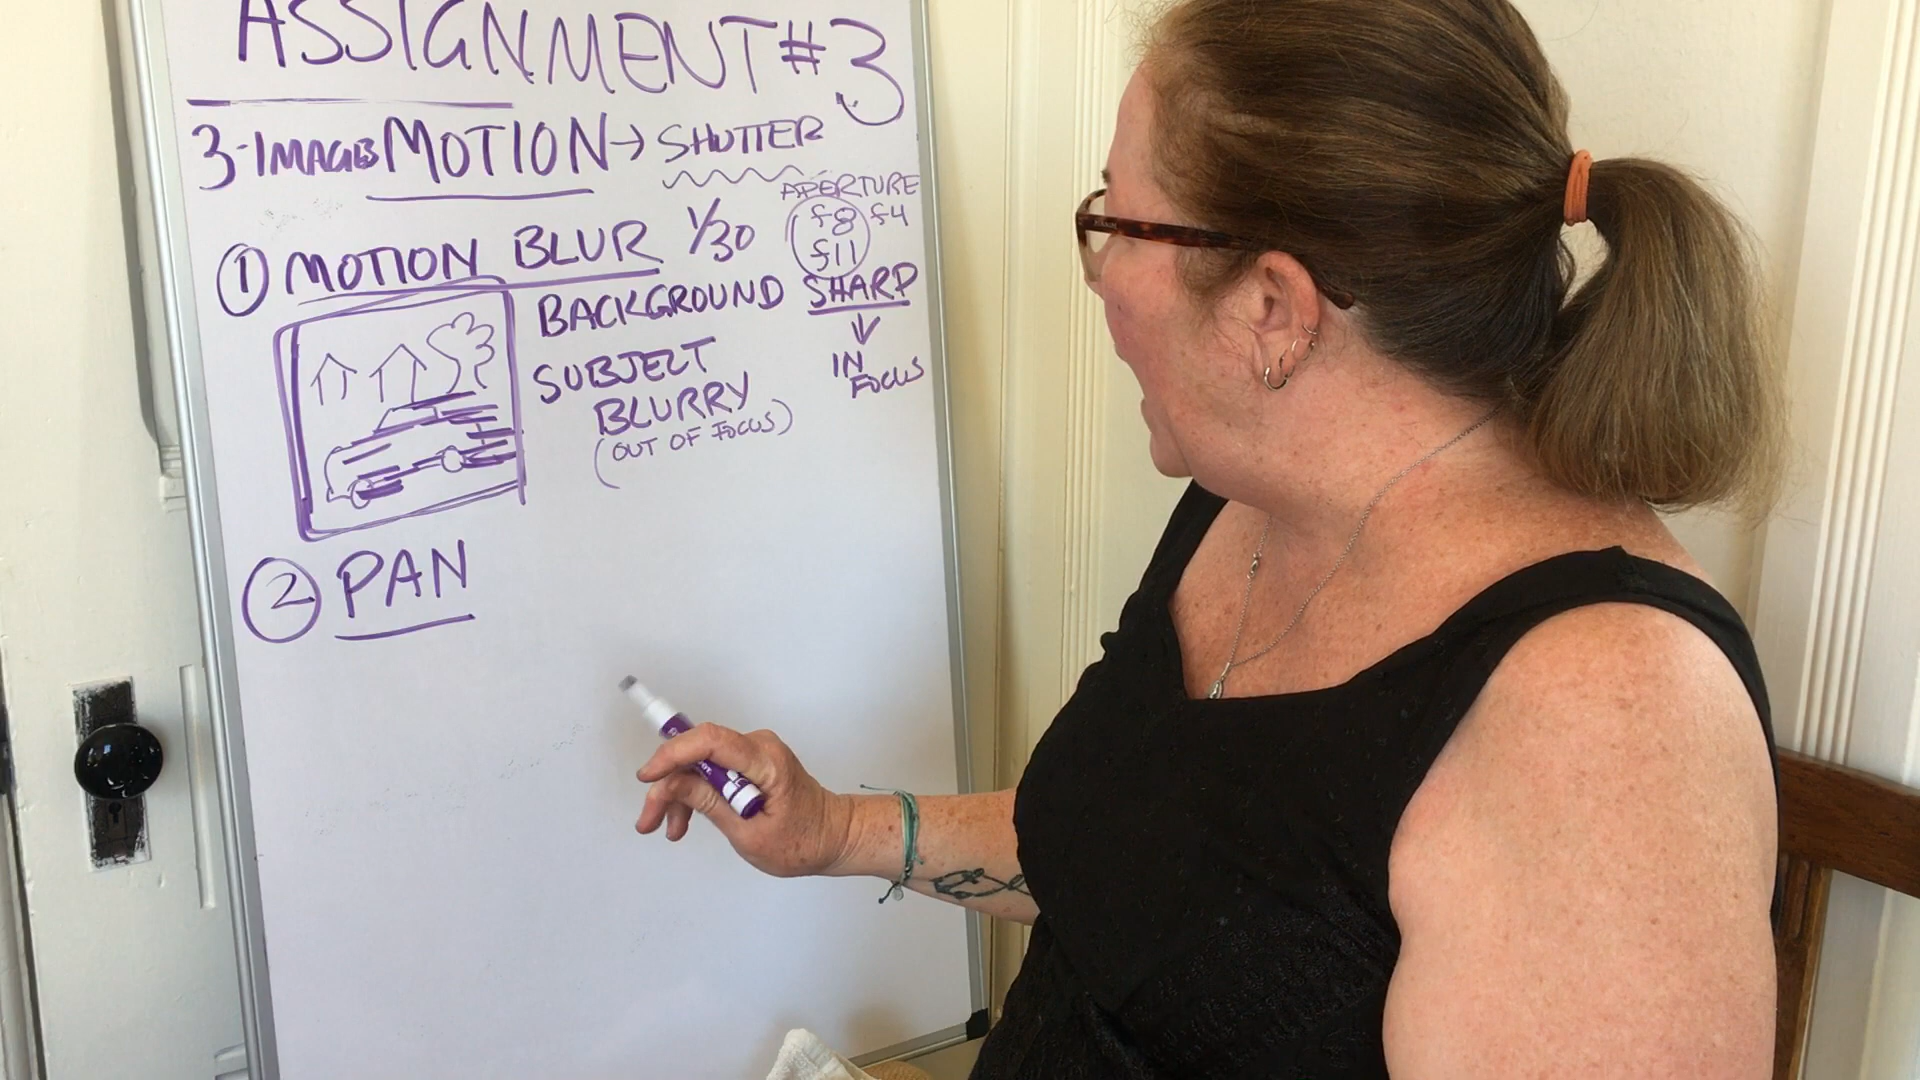 ASSIGNMENT #3
3-IMAGES MOTION → SHUTTER
APERTURE
① MOTION BLUR 1/30 f8 f4
f11
BACKGROUND SHARP
↓
SUBJECT IN FOCUS
BLURRY
(OUT OF FOCUS)
② PAN